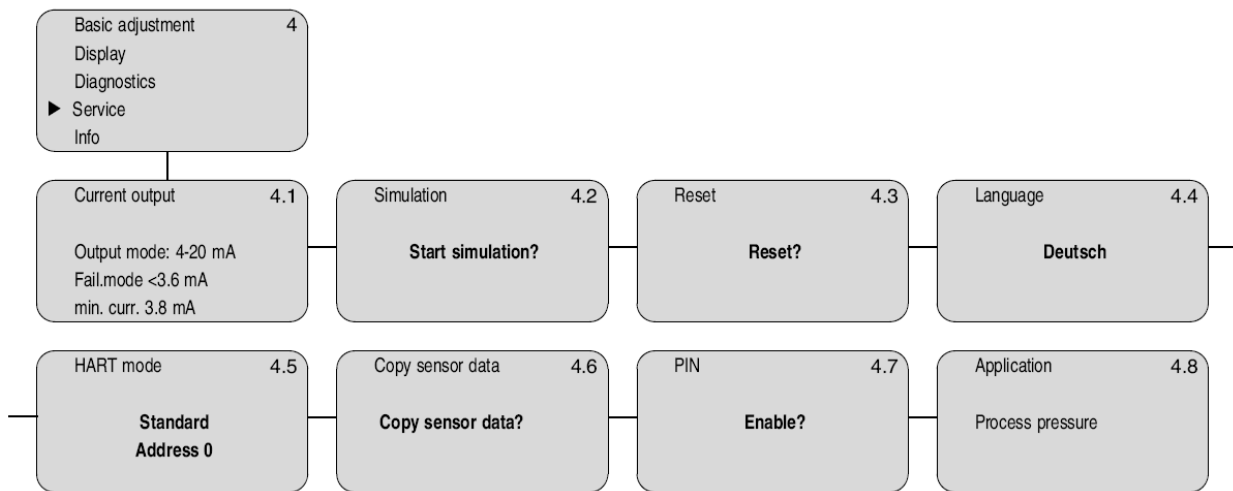 Basic adjustment 4
Display
Diagnostics
▶ Service
Info
Current output 4.1
Output mode: 4-20 mA
Fail.mode <3.6 mA
min. curr. 3.8 mA
Simulation 4.2
Start simulation?
Reset 4.3
Reset?
Language 4.4
Deutsch
HART mode 4.5
Standard
Address 0
Copy sensor data 4.6
Copy sensor data?
PIN 4.7
Enable?
Application 4.8
Process pressure